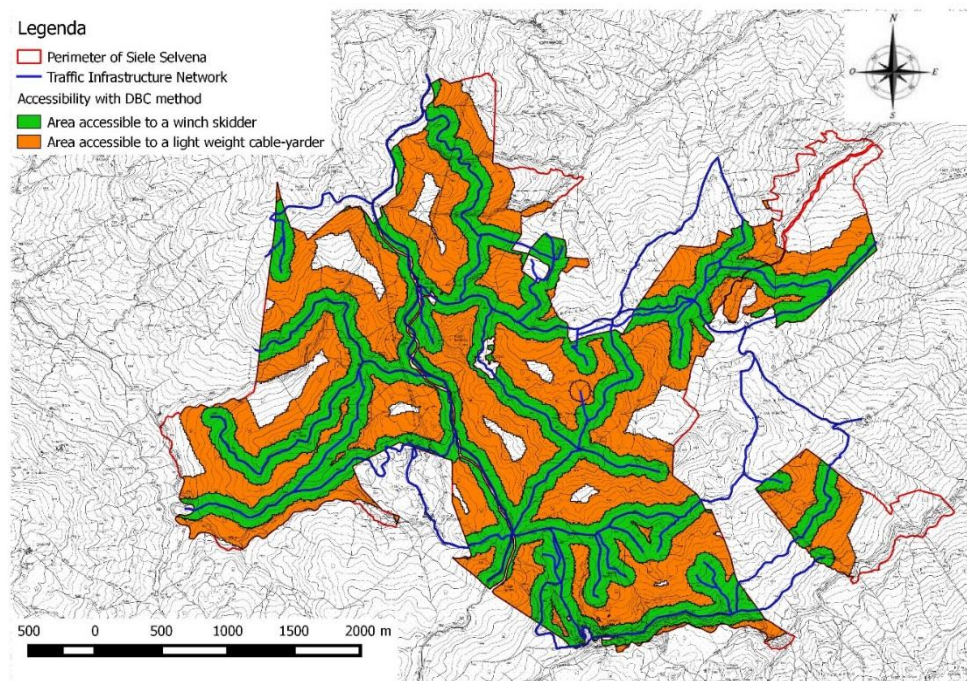 Legenda
Perimeter of Siele Selvena
Traffic Infrastructure Network
Accessibility with DBC method
Area accessible to a winch skidder
Area accessible to a light weight cable-yarder
N
O
E
S
500 0 500 1000 1500 2000 m